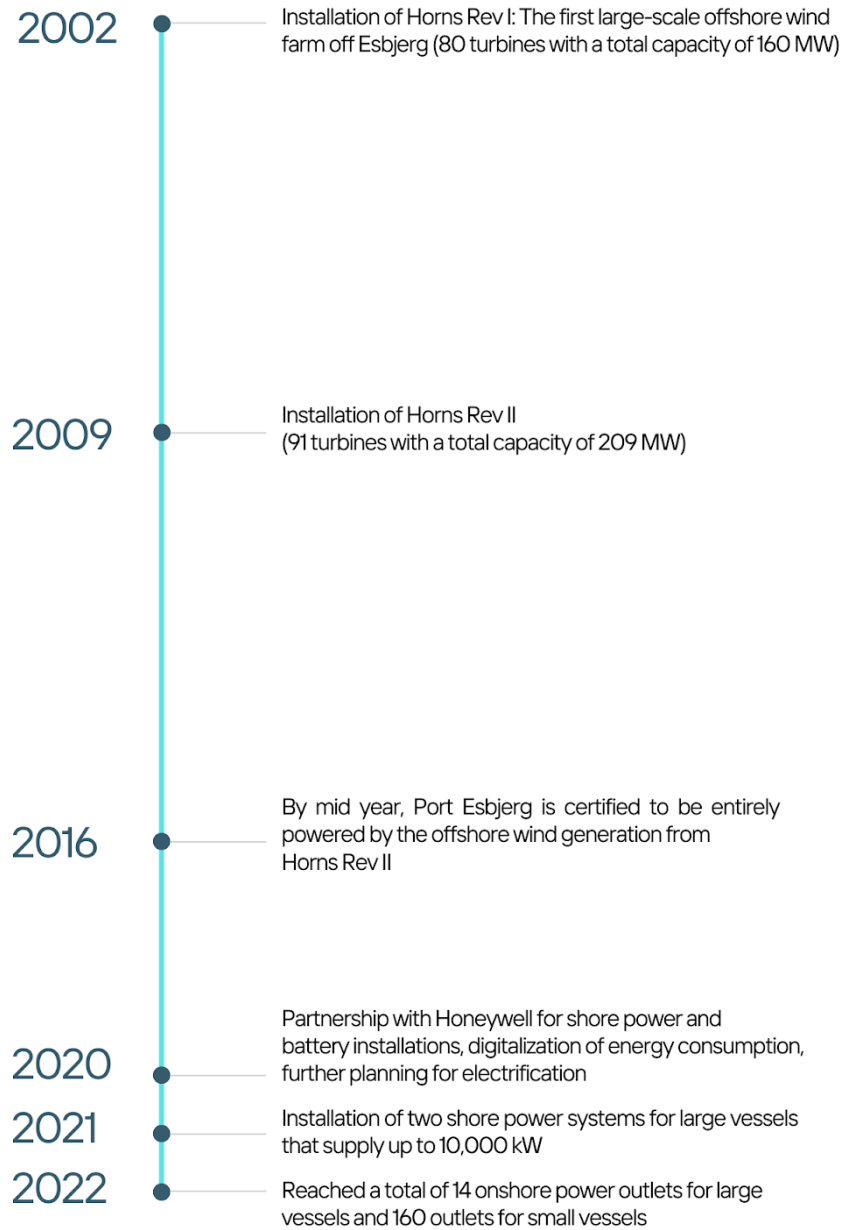 2002
Installation of Horns Rev I: The first large-scale offshore wind
farm off Esbjerg (80 turbines with a total capacity of 160 MW)
2009
Installation of Horns Rev II
(91 turbines with a total capacity of 209 MW)
2016
By mid year, Port Esbjerg is certified to be entirely
powered by the offshore wind generation from
Horns Rev II
2020
Partnership with Honeywell for shore power and
battery installations, digitalization of energy consumption,
further planning for electrification
2021
Installation of two shore power systems for large vessels
that supply up to 10,000 kW
2022
Reached a total of 14 onshore power outlets for large
vessels and 160 outlets for small vessels